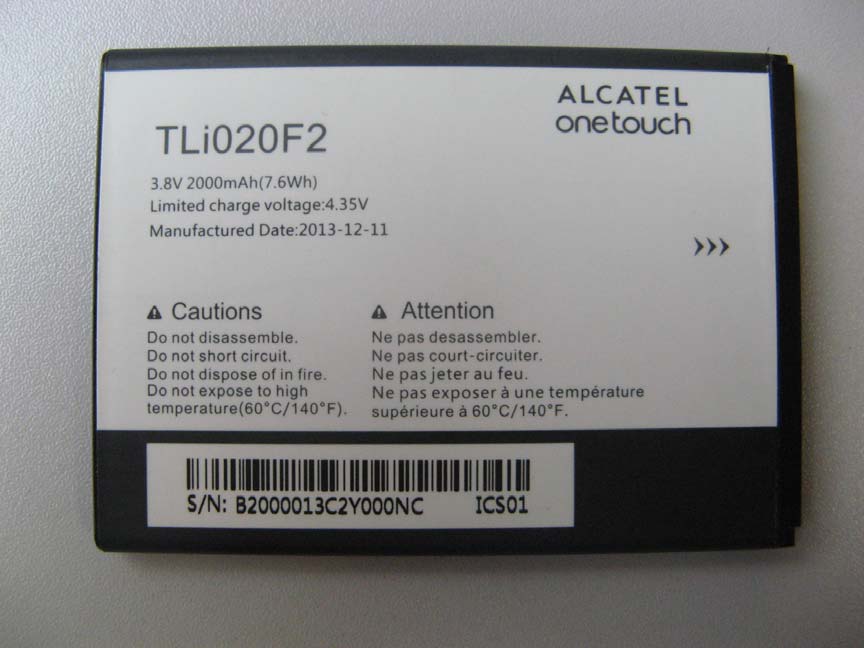 ALCATEL
onetouch
TLi020F2
3.8V 2000mAh(7.6Wh)
Limited charge voltage:4.35V
Manufactured Date:2013-12-11
Cautions
Do not disassemble.
Do not short circuit.
Do not dispose of in fire.
Do not expose to high
temperature(60°C/140°F).
Attention
Ne pas desassembler.
Ne pas court-circuiter.
Ne pas jeter au feu.
Ne pas exposer à une température
supérieure à 60°C/140°F.
S/N: B2000013C2Y000NC ICS01